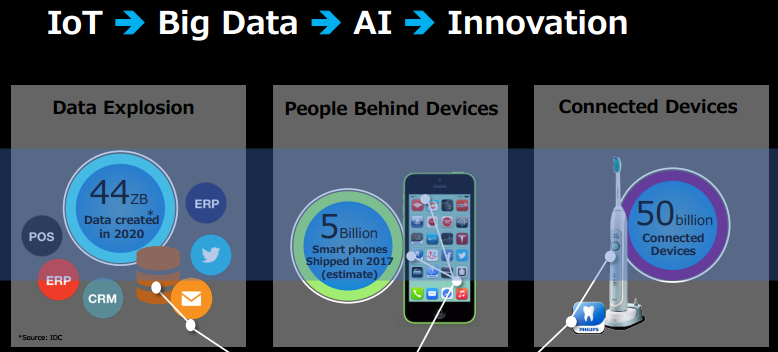 IoT → Big Data → AI → Innovation
Data Explosion
44ZB
Data created*
in 2020
ERP
POS
ERP
CRM
*Source: IDC
People Behind Devices
5Billion
Smart phones
Shipped in 2017
(estimate)
Connected Devices
50billion
Connected
Devices
PHILIPS